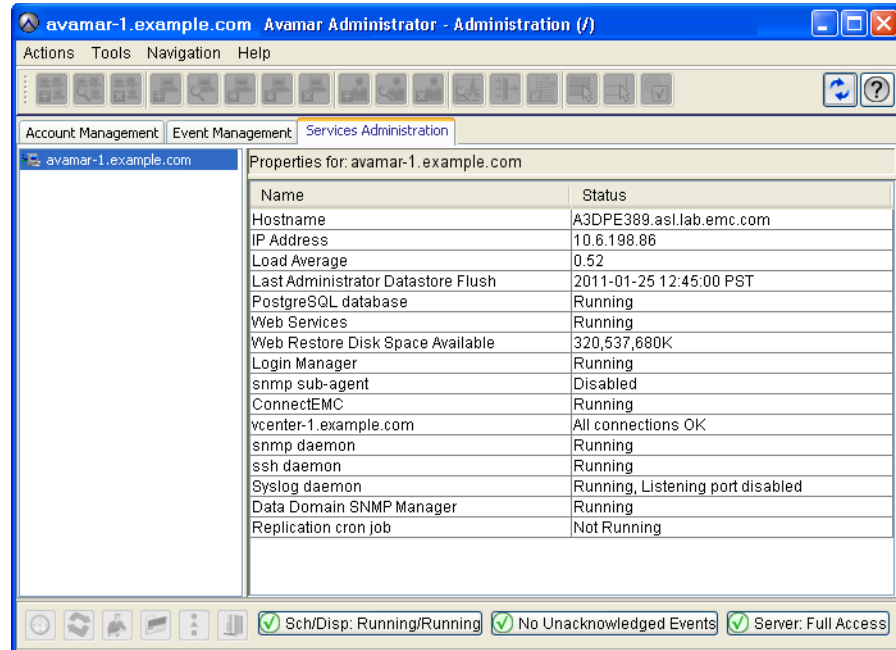 avamar-1.example.com Avamar Administrator - Administration (/)
Actions Tools Navigation Help
Account Management Event Management Services Administration
avamar-1.example.com
Properties for: avamar-1.example.com
Name Status
Hostname A3DPE389.asl.lab.emc.com
IP Address 10.6.198.86
Load Average 0.52
Last Administrator Datastore Flush 2011-01-25 12:45:00 PST
PostgreSQL database Running
Web Services Running
Web Restore Disk Space Available 320,537,680K
Login Manager Running
snmp sub-agent Disabled
ConnectEMC Running
vcenter-1.example.com All connections OK
snmp daemon Running
ssh daemon Running
Syslog daemon Running, Listening port disabled
Data Domain SNMP Manager Running
Replication cron job Not Running
Sch/Disp: Running/Running No Unacknowledged Events Server: Full Access